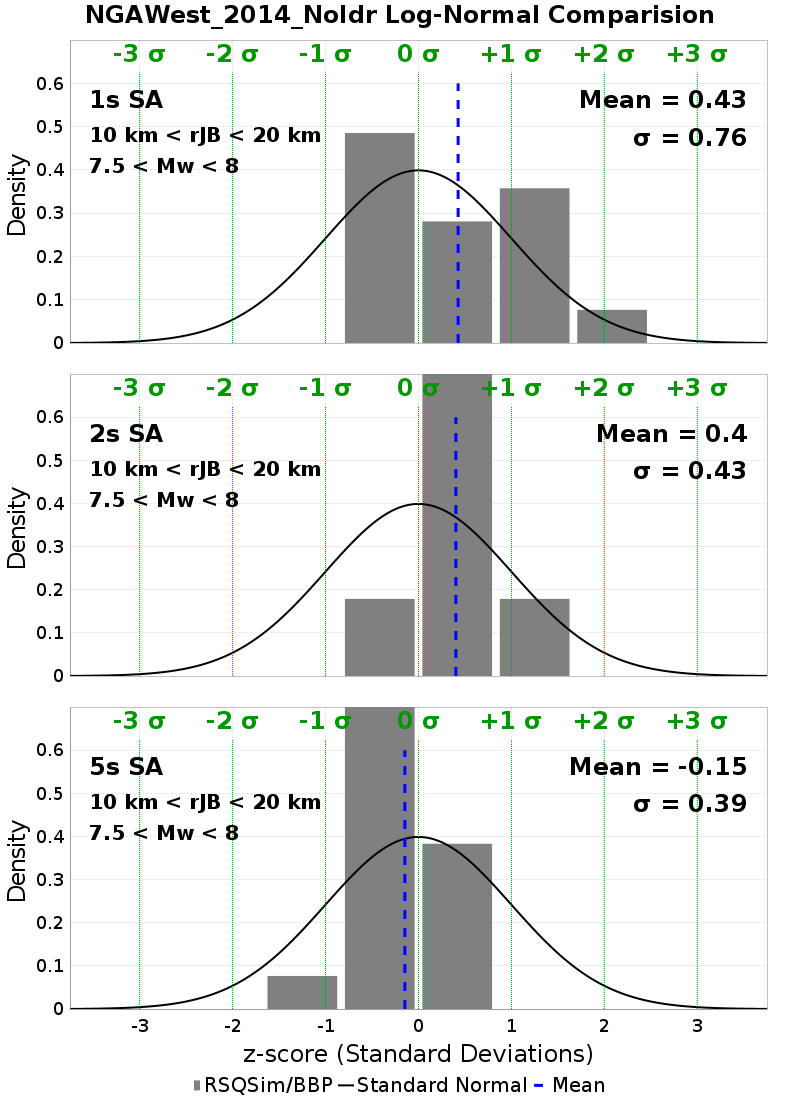 NGAWest_2014_NoIdr Log-Normal Comparision
-3 σ -2 σ -1 σ 0 σ +1 σ +2 σ +3 σ
1s SA Mean = 0.43
10 km < rJB < 20 km σ = 0.76
7.5 < Mw < 8
0.6
0.5
0.4
0.3
0.2
0.1
0
Density
-3 σ -2 σ -1 σ 0 σ +1 σ +2 σ +3 σ
2s SA Mean = 0.4
10 km < rJB < 20 km σ = 0.43
7.5 < Mw < 8
0.6
0.5
0.4
0.3
0.2
0.1
0
Density
-3 σ -2 σ -1 σ 0 σ +1 σ +2 σ +3 σ
5s SA Mean = -0.15
10 km < rJB < 20 km σ = 0.39
7.5 < Mw < 8
0.6
0.5
0.4
0.3
0.2
0.1
0
Density
-3 -2 -1 0 1 2 3
z-score (Standard Deviations)
RSQSim/BBP Standard Normal Mean